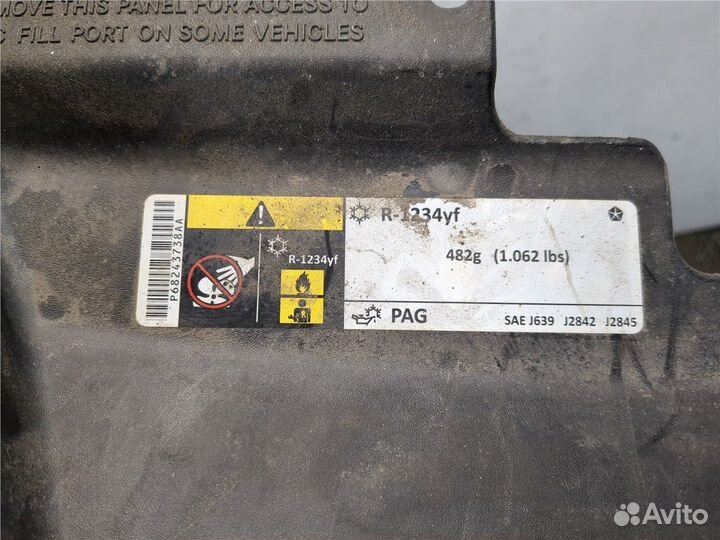 MOVE THIS PANEL FOR ACCESS TO
C FILL PORT ON SOME VEHICLES
P68243738AA
R-1234yf
R-1234yf
482g (1.062 lbs)
PAG
SAE J639 J2842 J2845
Avito